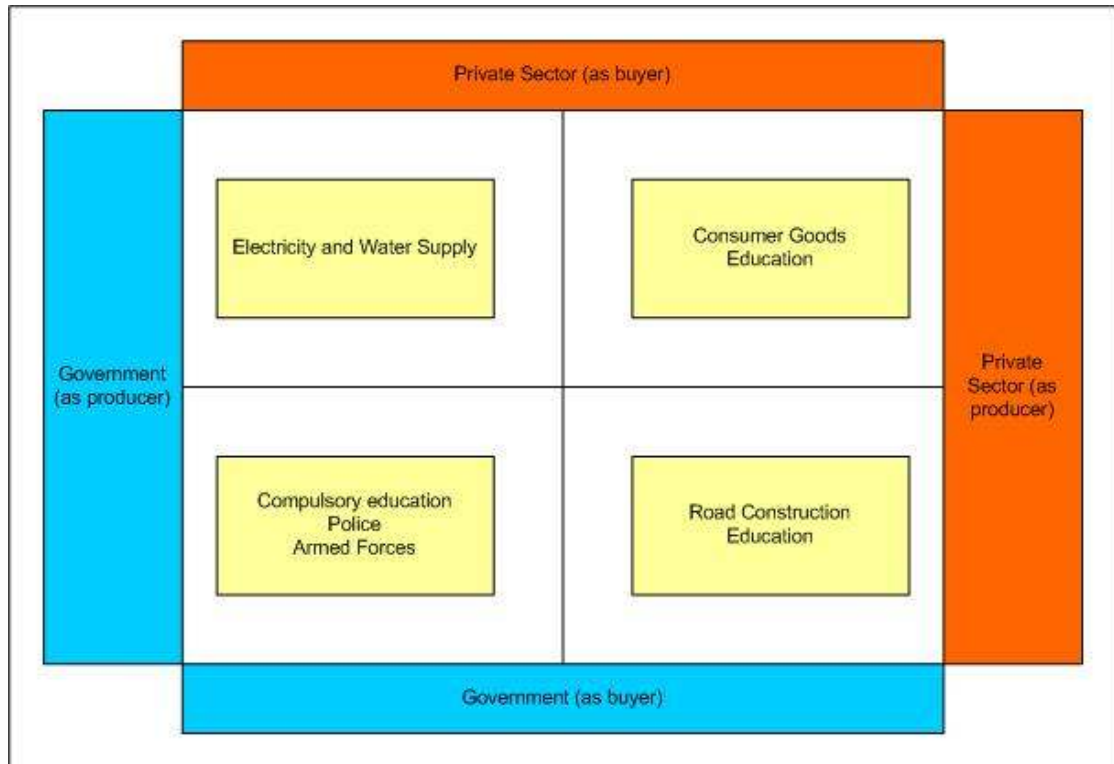 Private Sector (as buyer)
Electricity and Water Supply
Consumer Goods
Education
Government
(as producer)
Private
Sector (as
producer)
Compulsory education
Police
Armed Forces
Road Construction
Education
Government (as buyer)